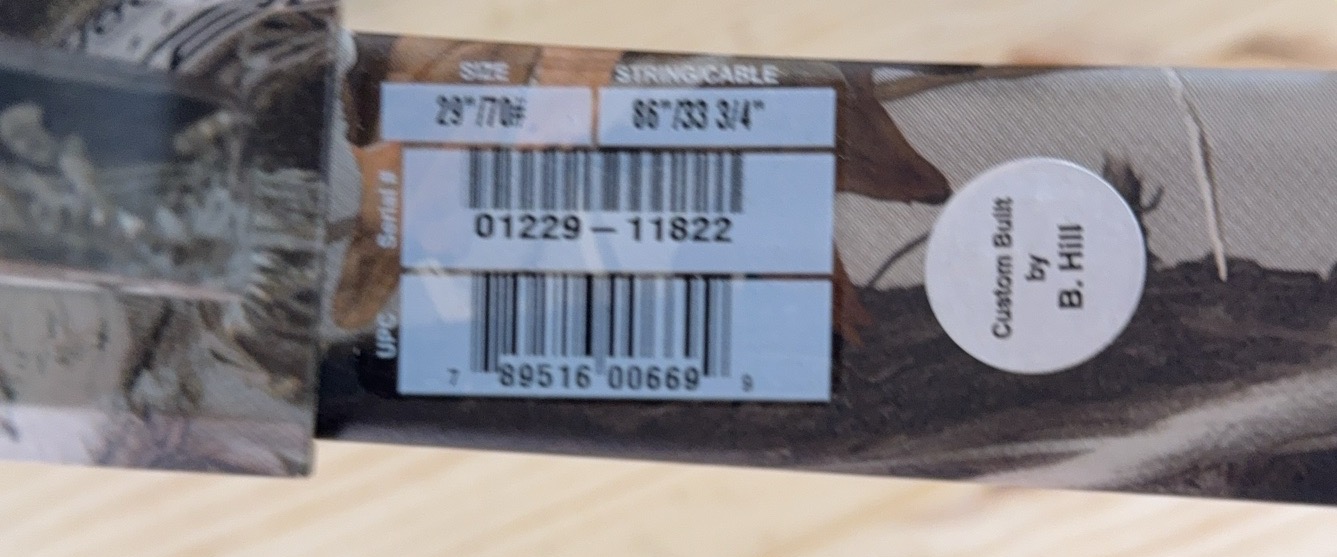 SIZE
STRING/CABLE
29"/70#
86"/33 3/4"
Serial #
01229-11822
UPC
7 89516 00669 9
Custom Built
by
B. Hill